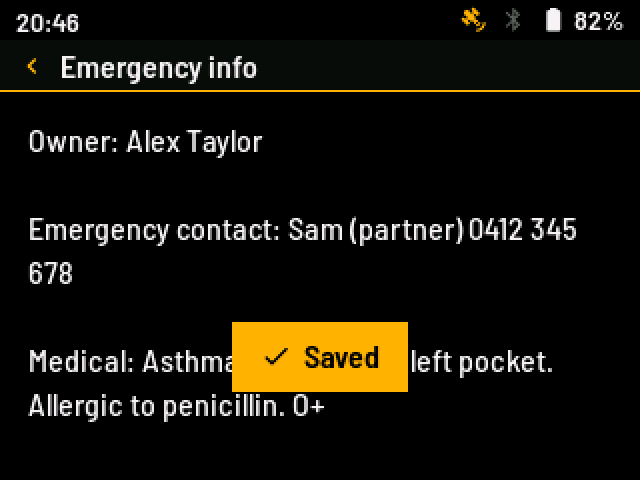 20:46
82%
Emergency info
Owner: Alex Taylor
Emergency contact: Sam (partner) 0412 345
678
Medical: Asthma
Saved
left pocket.
Allergic to penicillin. O+